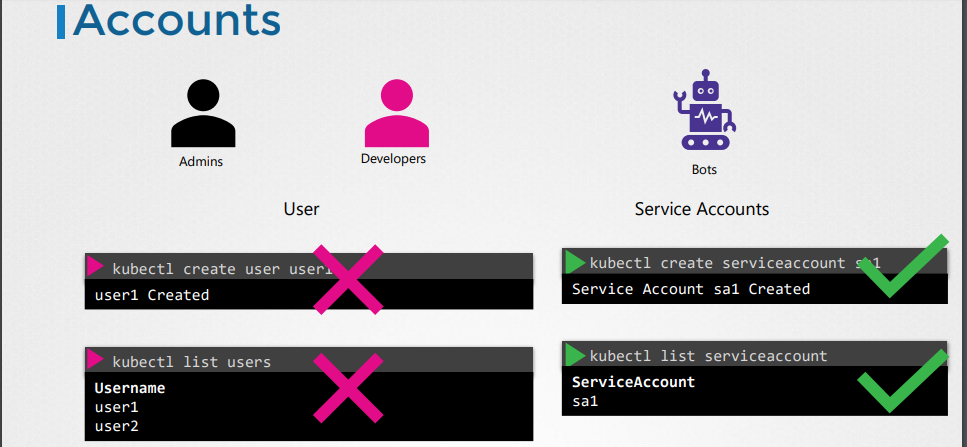 Accounts
Admins
Developers
Bots
User
Service Accounts
kubectl create user user1
user1 Created
kubectl create serviceaccount sa1
Service Account sa1 Created
kubectl list users
Username
user1
user2
kubectl list serviceaccount
ServiceAccount
sa1